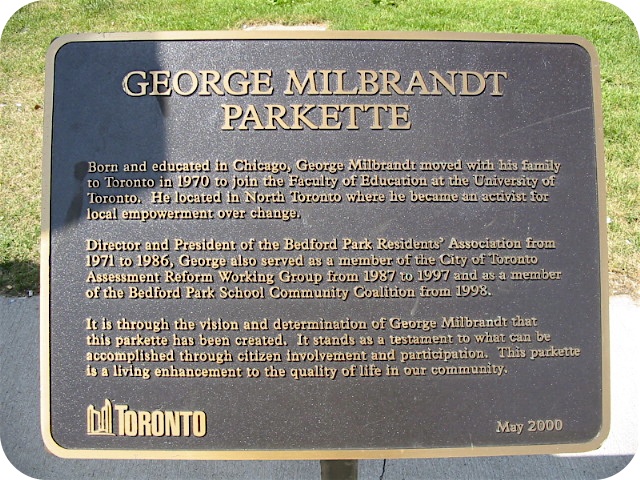 GEORGE MILBRANDT
PARKETTE
Born and educated in Chicago, George Milbrandt moved with his family
to Toronto in 1970 to join the Faculty of Education at the University of
Toronto. He located in North Toronto where he became an activist for
local empowerment over change.
Director and President of the Bedford Park Residents' Association from
1971 to 1986, George also served as a member of the City of Toronto
Assessment Reform Working Group from 1987 to 1997 and as a member
of the Bedford Park School Community Coalition from 1998.
It is through the vision and determination of George Milbrandt that
this parkette has been created. It stands as a testament to what can be
accomplished through citizen involvement and participation. This parkette
is a living enhancement to the quality of life in our community.
TORONTO
May 2000